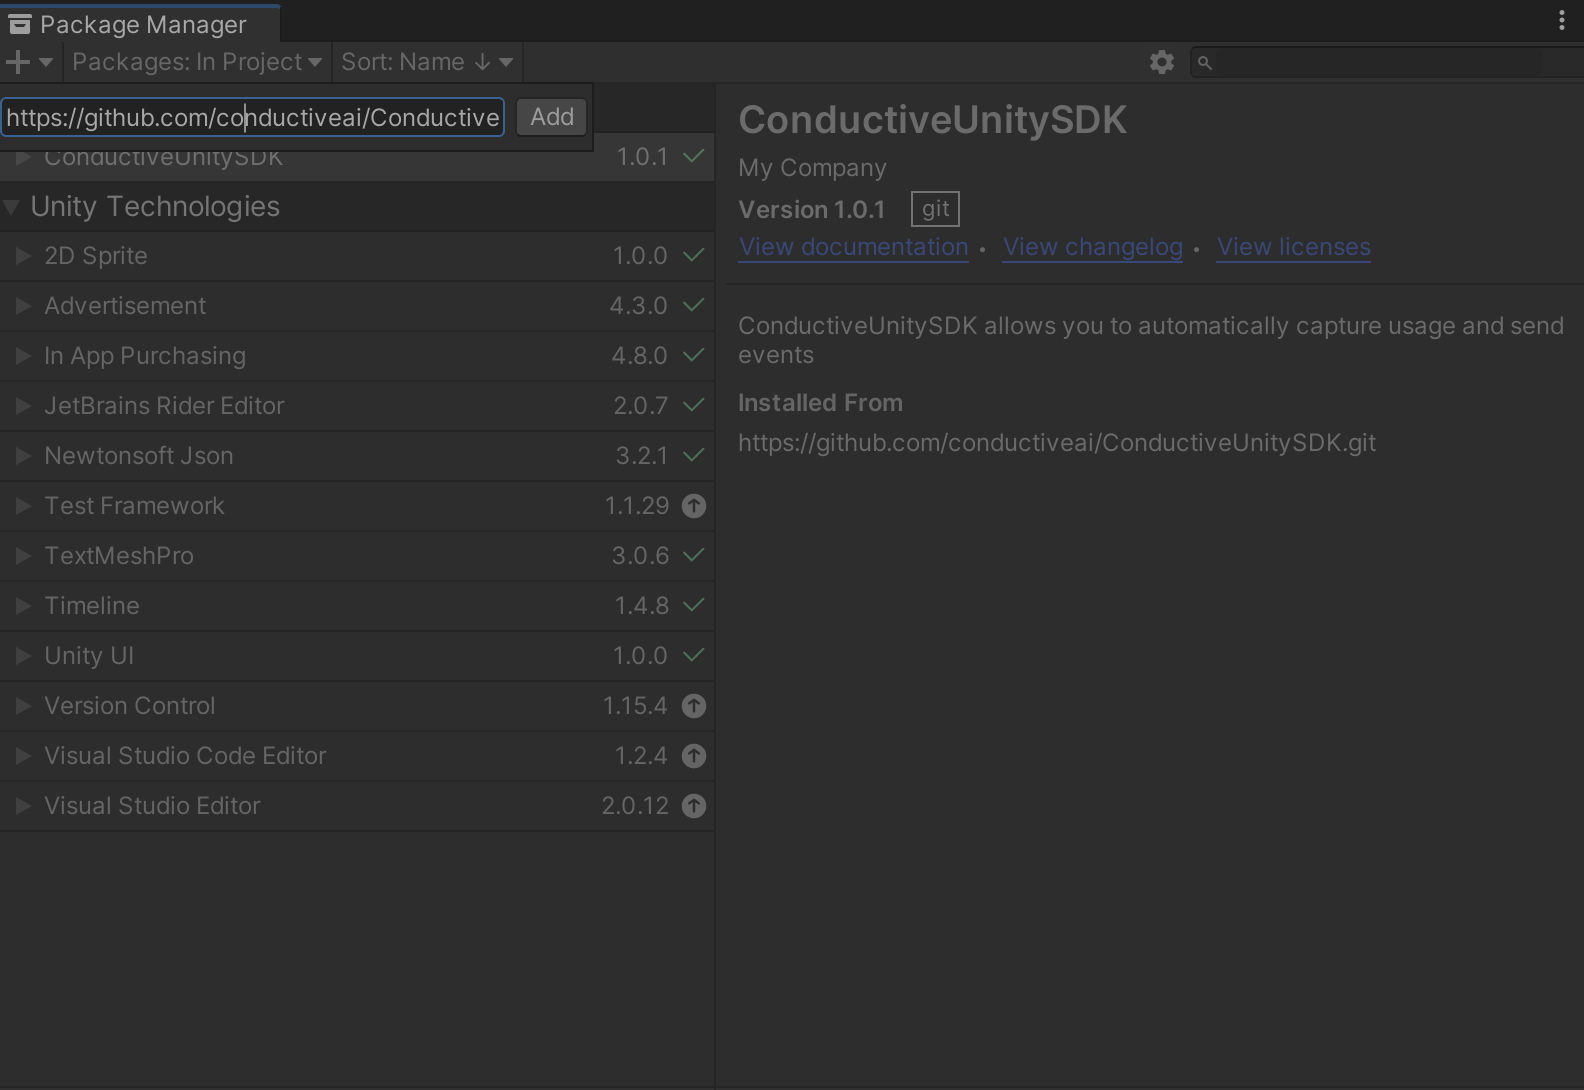 Package Manager
Packages: In Project
Sort: Name ↓
https://github.com/conductiveai/Conductive
Add
ConductiveUnitySDK 1.0.1
Unity Technologies
2D Sprite 1.0.0
Advertisement 4.3.0
In App Purchasing 4.8.0
JetBrains Rider Editor 2.0.7
Newtonsoft Json 3.2.1
Test Framework 1.1.29
TextMeshPro 3.0.6
Timeline 1.4.8
Unity UI 1.0.0
Version Control 1.15.4
Visual Studio Code Editor 1.2.4
Visual Studio Editor 2.0.12
ConductiveUnitySDK
My Company
Version 1.0.1 git
View documentation • View changelog • View licenses
ConductiveUnitySDK allows you to automatically capture usage and send
events
Installed From
https://github.com/conductiveai/ConductiveUnitySDK.git